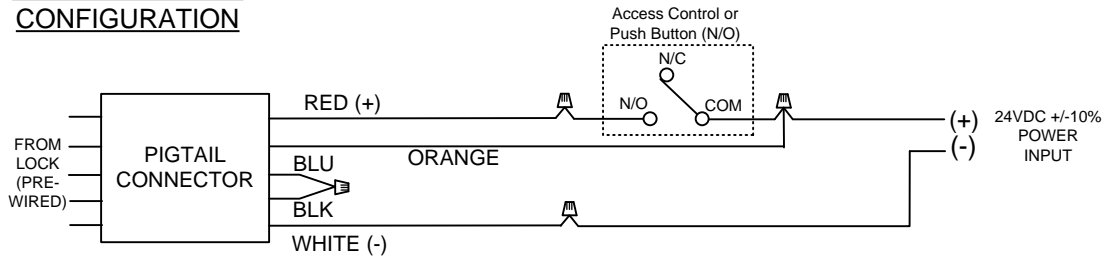 CONFIGURATION
Access Control or
Push Button (N/O)
N/C
N/O
COM
RED (+)
ORANGE
BLU
BLK
WHITE (-)
FROM
LOCK
(PRE-
WIRED)
PIGTAIL
CONNECTOR
(+)
(-)
24VDC +/-10%
POWER
INPUT